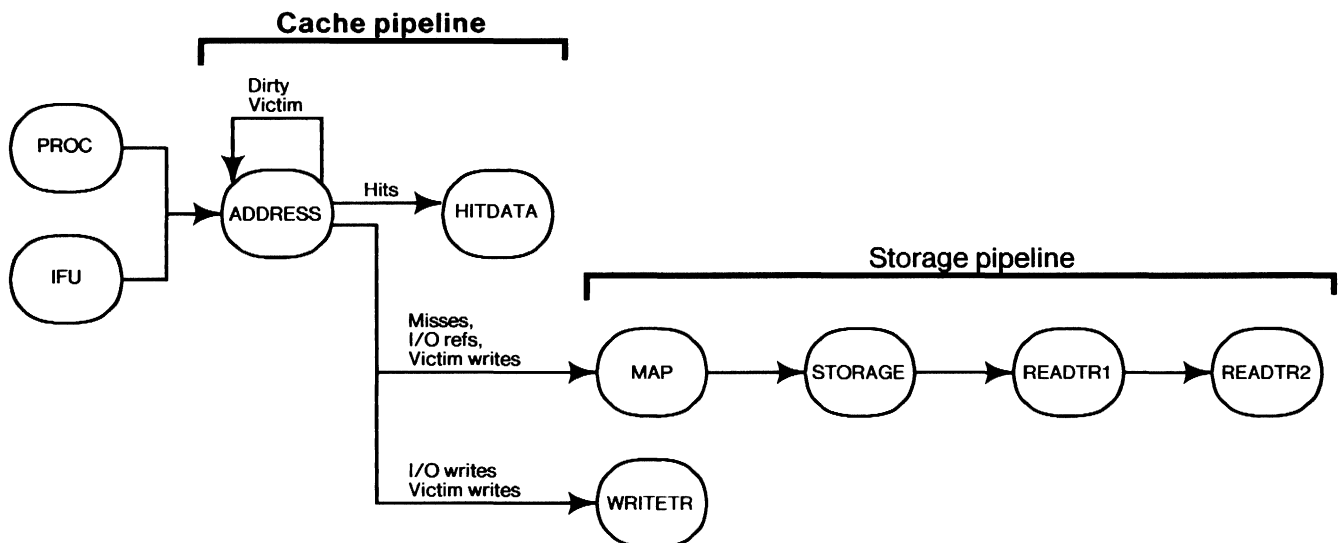 Cache pipeline
Dirty
Victim
PROC
ADDRESS
Hits
HITDATA
IFU
Storage pipeline
Misses,
I/O refs,
Victim writes
MAP
STORAGE
READTR1
READTR2
I/O writes
Victim writes
WRITETR